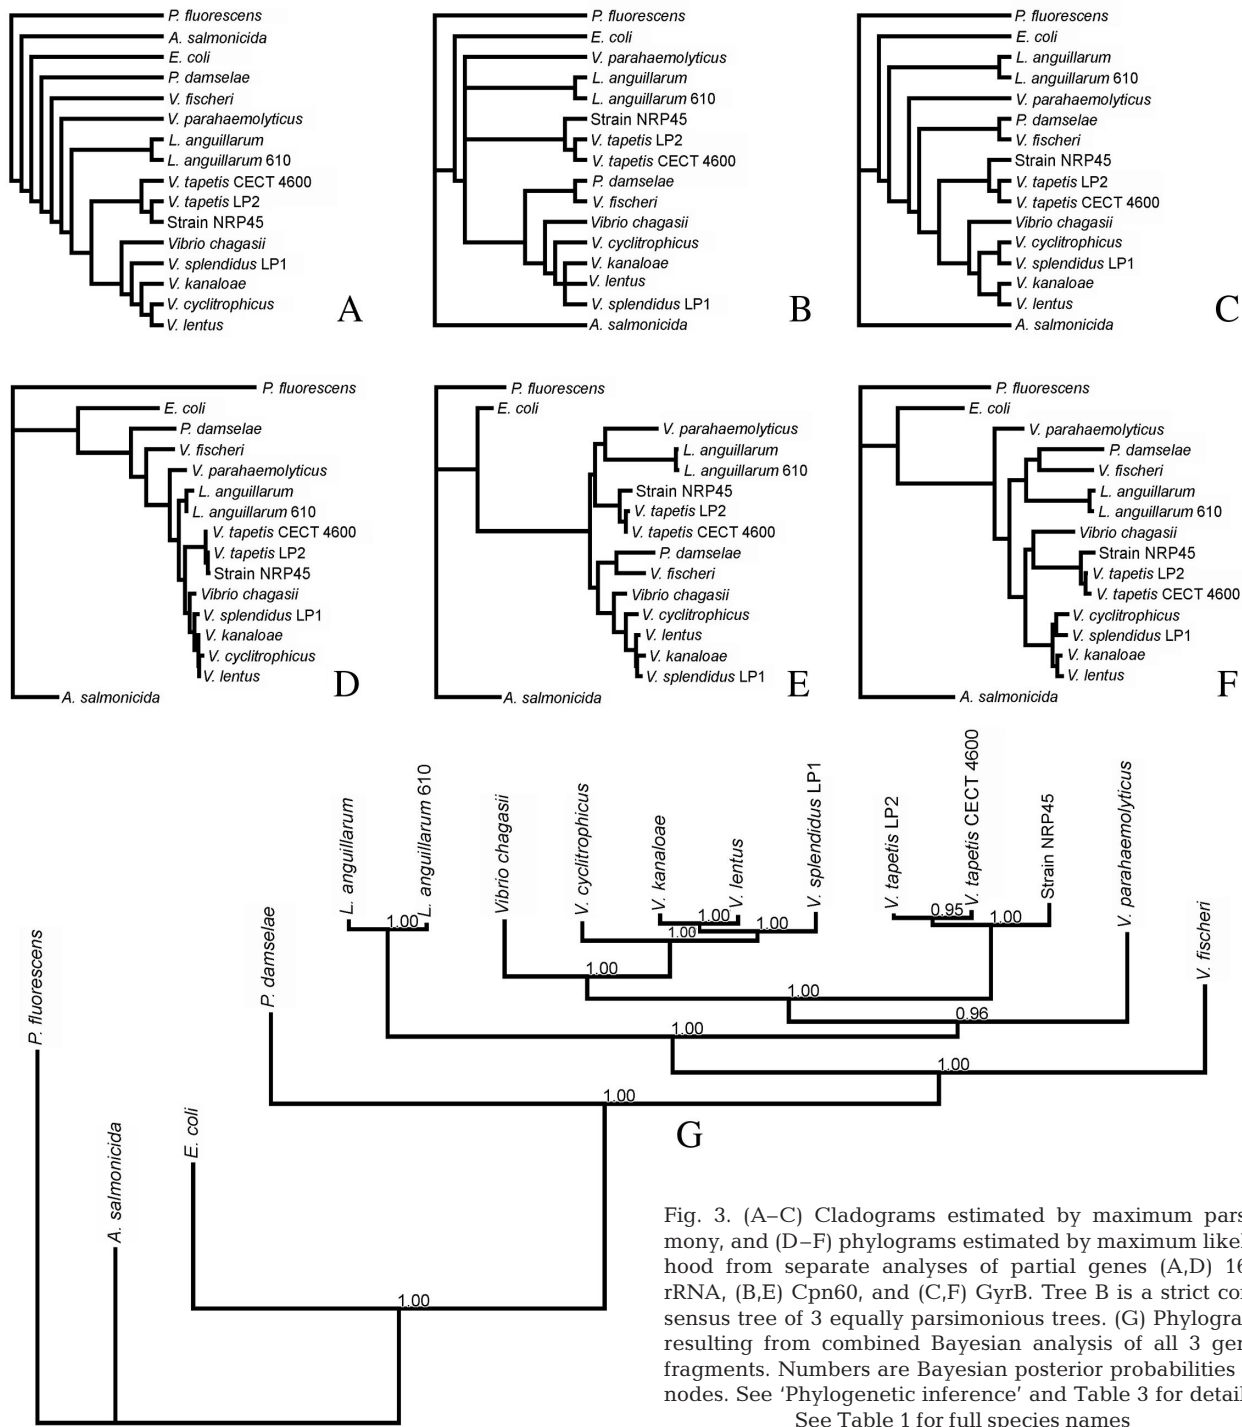 P. fluorescens
A. salmonicida
E. coli
P. damselae
V. fischeri
V. parahaemolyticus
L. anguillarum
L. anguillarum 610
V. tapetis CECT 4600
V. tapetis LP2
Strain NRP45
Vibrio chagasii
V. splendidus LP1
V. kanaloae
V. cyclitrophicus
V. lentus
A
P. fluorescens
E. coli
V. parahaemolyticus
L. anguillarum
L. anguillarum 610
Strain NRP45
V. tapetis LP2
V. tapetis CECT 4600
P. damselae
V. fischeri
Vibrio chagasii
V. cyclitrophicus
V. kanaloae
V. lentus
V. splendidus LP1
A. salmonicida
B
P. fluorescens
E. coli
L. anguillarum
L. anguillarum 610
V. parahaemolyticus
P. damselae
V. fischeri
Strain NRP45
V. tapetis LP2
V. tapetis CECT 4600
Vibrio chagasii
V. cyclitrophicus
V. splendidus LP1
V. kanaloae
V. lentus
A. salmonicida
C
P. fluorescens
E. coli
P. damselae
V. fischeri
V. parahaemolyticus
L. anguillarum
L. anguillarum 610
V. tapetis CECT 4600
V. tapetis LP2
Strain NRP45
Vibrio chagasii
V. splendidus LP1
V. kanaloae
V. cyclitrophicus
V. lentus
A. salmonicida
D
P. fluorescens
E. coli
V. parahaemolyticus
L. anguillarum
L. anguillarum 610
Strain NRP45
V. tapetis LP2
V. tapetis CECT 4600
P. damselae
V. fischeri
Vibrio chagasii
V. cyclitrophicus
V. lentus
V. kanaloae
V. splendidus LP1
A. salmonicida
E
P. fluorescens
E. coli
V. parahaemolyticus
P. damselae
V. fischeri
L. anguillarum
L. anguillarum 610
Vibrio chagasii
Strain NRP45
V. tapetis LP2
V. tapetis CECT 4600
V. cyclitrophicus
V. splendidus LP1
V. kanaloae
V. lentus
A. salmonicida
F
P. fluorescens
A. salmonicida
E. coli
P. damselae
L. anguillarum
L. anguillarum 610
Vibrio chagasii
V. cyclitrophicus
V. kanaloae
V. lentus
V. splendidus LP1
V. tapetis LP2
V. tapetis CECT 4600
Strain NRP45
V. parahaemolyticus
V. fischeri
1.00
1.00
1.00
0.95
1.00
1.00
1.00
1.00
0.96
1.00
1.00
1.00
1.00
G
Fig. 3. (A–C) Cladograms estimated by maximum pars
mony, and (D–F) phylograms estimated by maximum likel
hood from separate analyses of partial genes (A,D) 16
rRNA, (B,E) Cpn60, and (C,F) GyrB. Tree B is a strict con
sensus tree of 3 equally parsimonious trees. (G) Phylogra
resulting from combined Bayesian analysis of all 3 gen
fragments. Numbers are Bayesian posterior probabilities
nodes. See ‘Phylogenetic inference’ and Table 3 for detail
See Table 1 for full species names